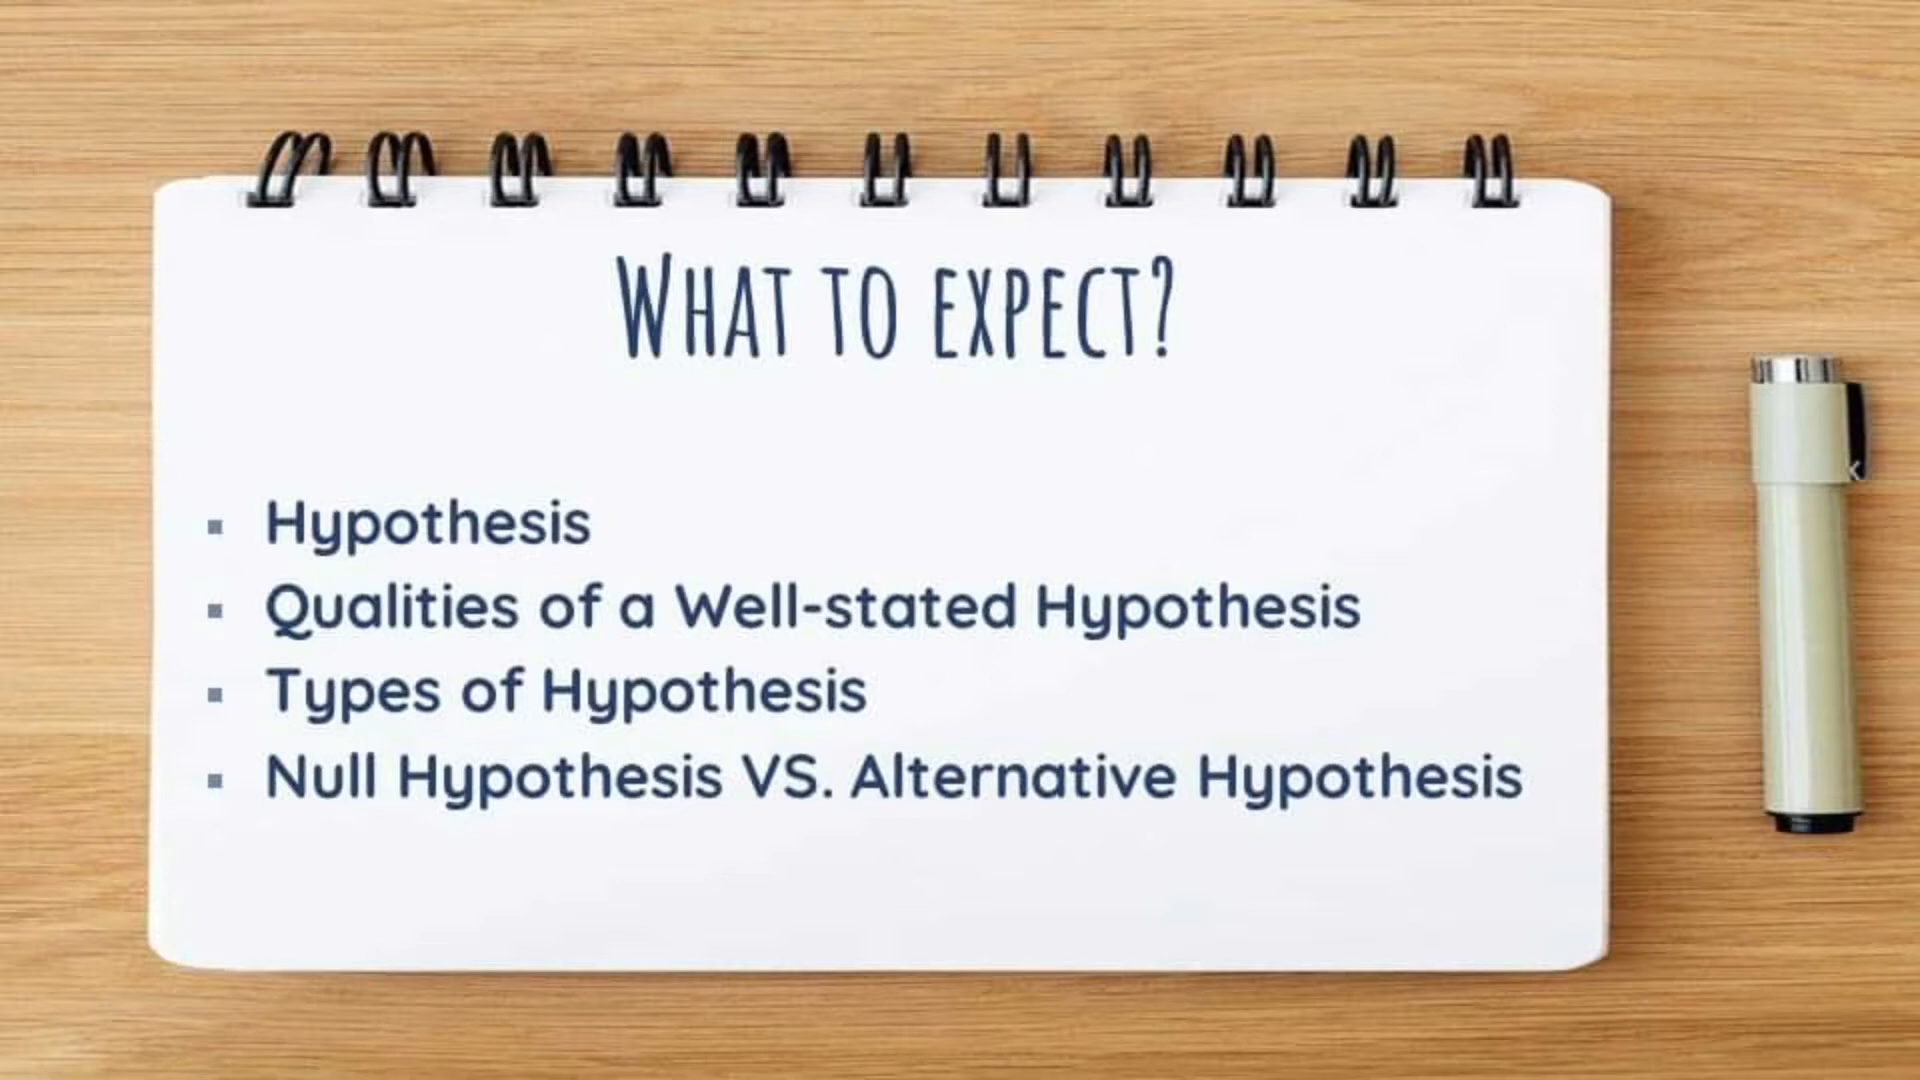 What to expect?
Hypothesis
Qualities of a Well-stated Hypothesis
Types of Hypothesis
Null Hypothesis VS. Alternative Hypothesis